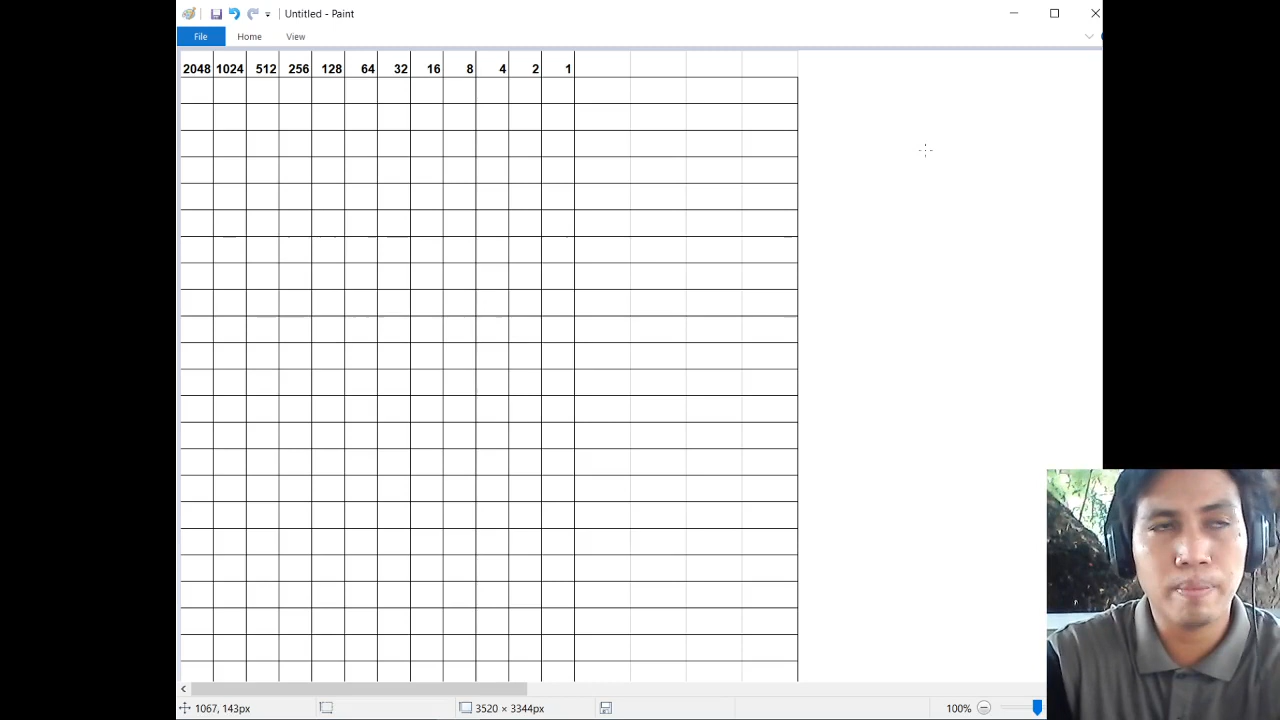 Untitled - Paint
File Home View
2048 1024 512 256 128 64 32 16 8 4 2 1
1067, 143px 3520 × 3344px 100%